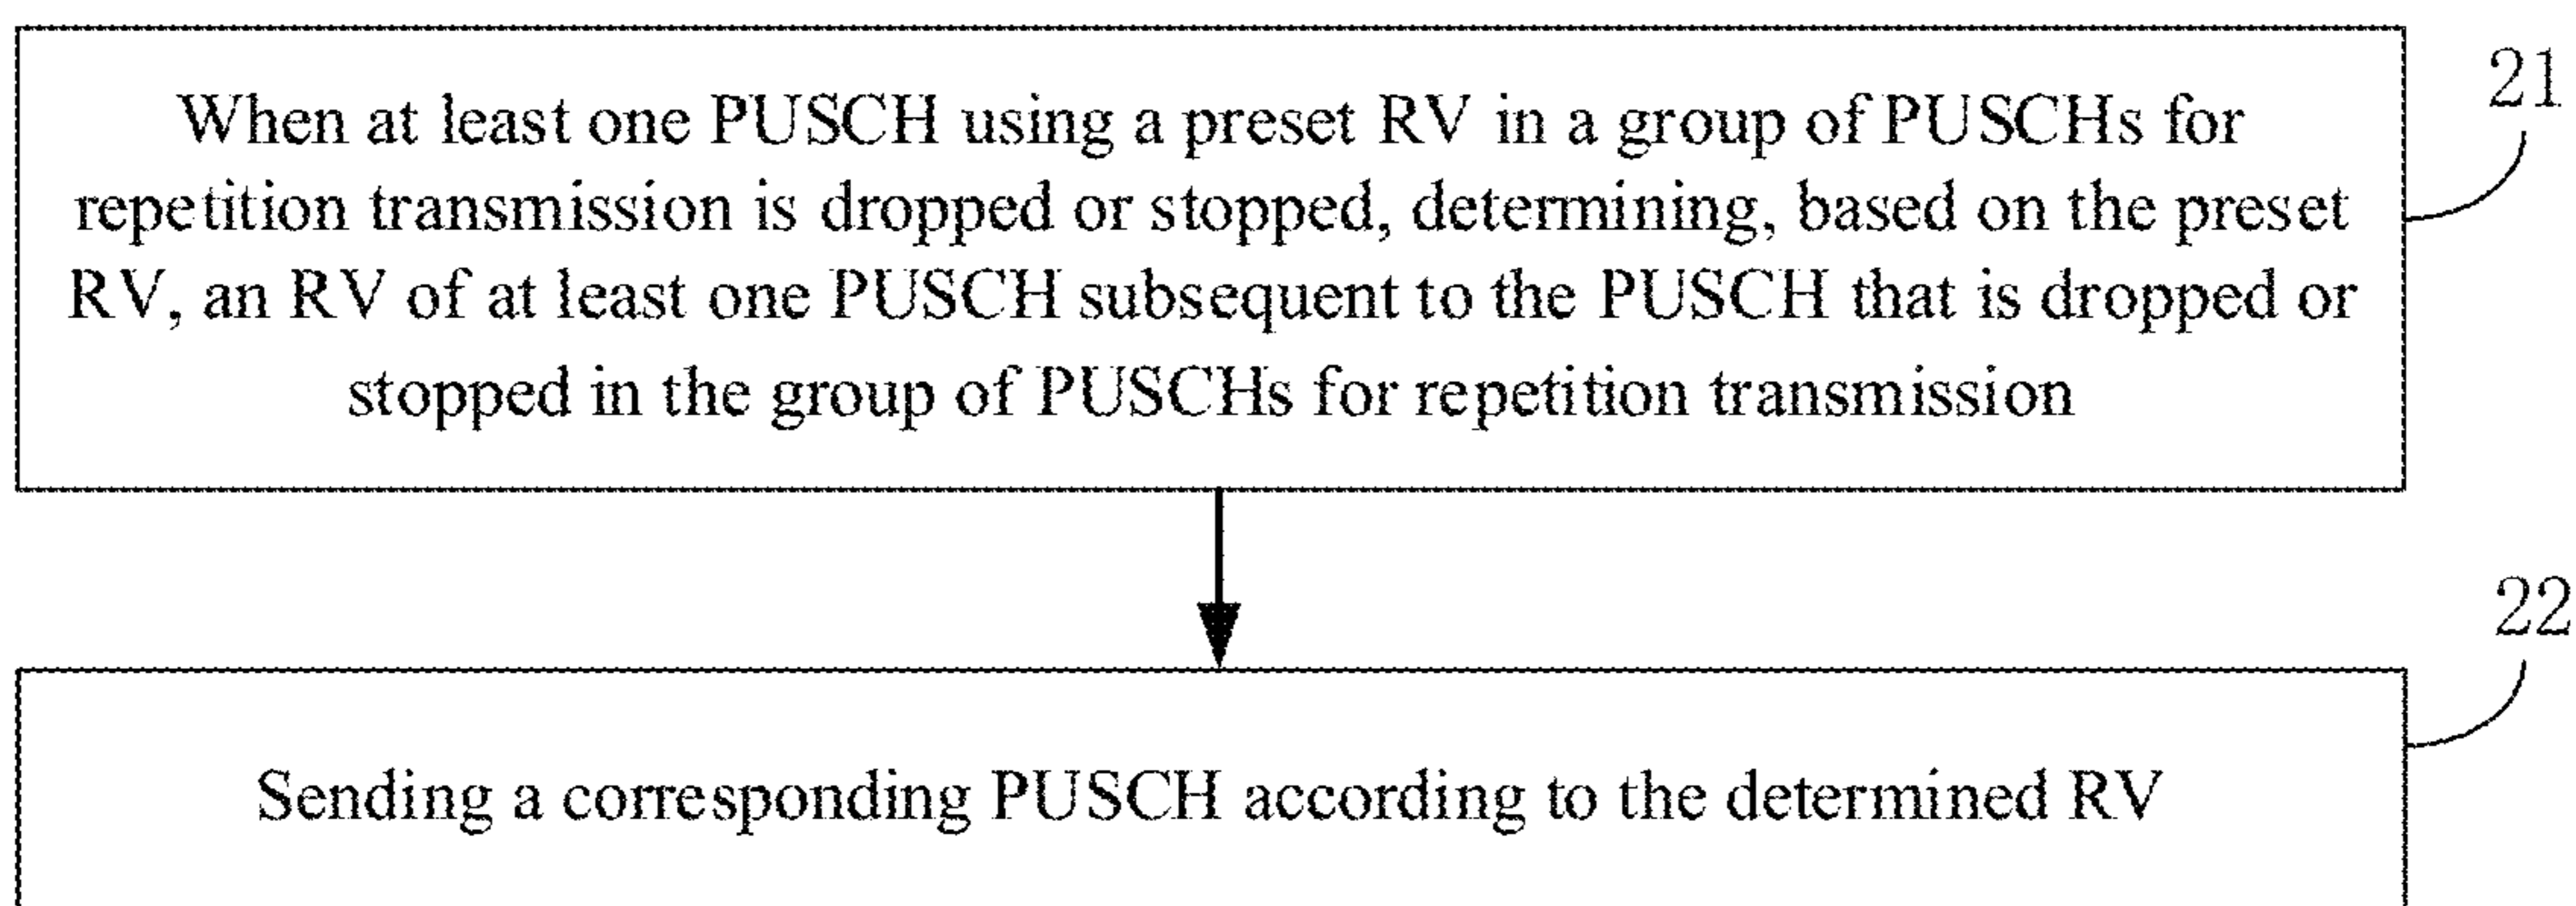 When at least one PUSCH using a preset RV in a group of PUSCHs for
21
repetition transmission is dropped or stopped, determining, based on the preset
RV, an RV of at least one PUSCH subsequent to the PUSCH that is dropped or
stopped in the group of PUSCHs for repetition transmission
22
Sending a corresponding PUSCH according to the determined RV